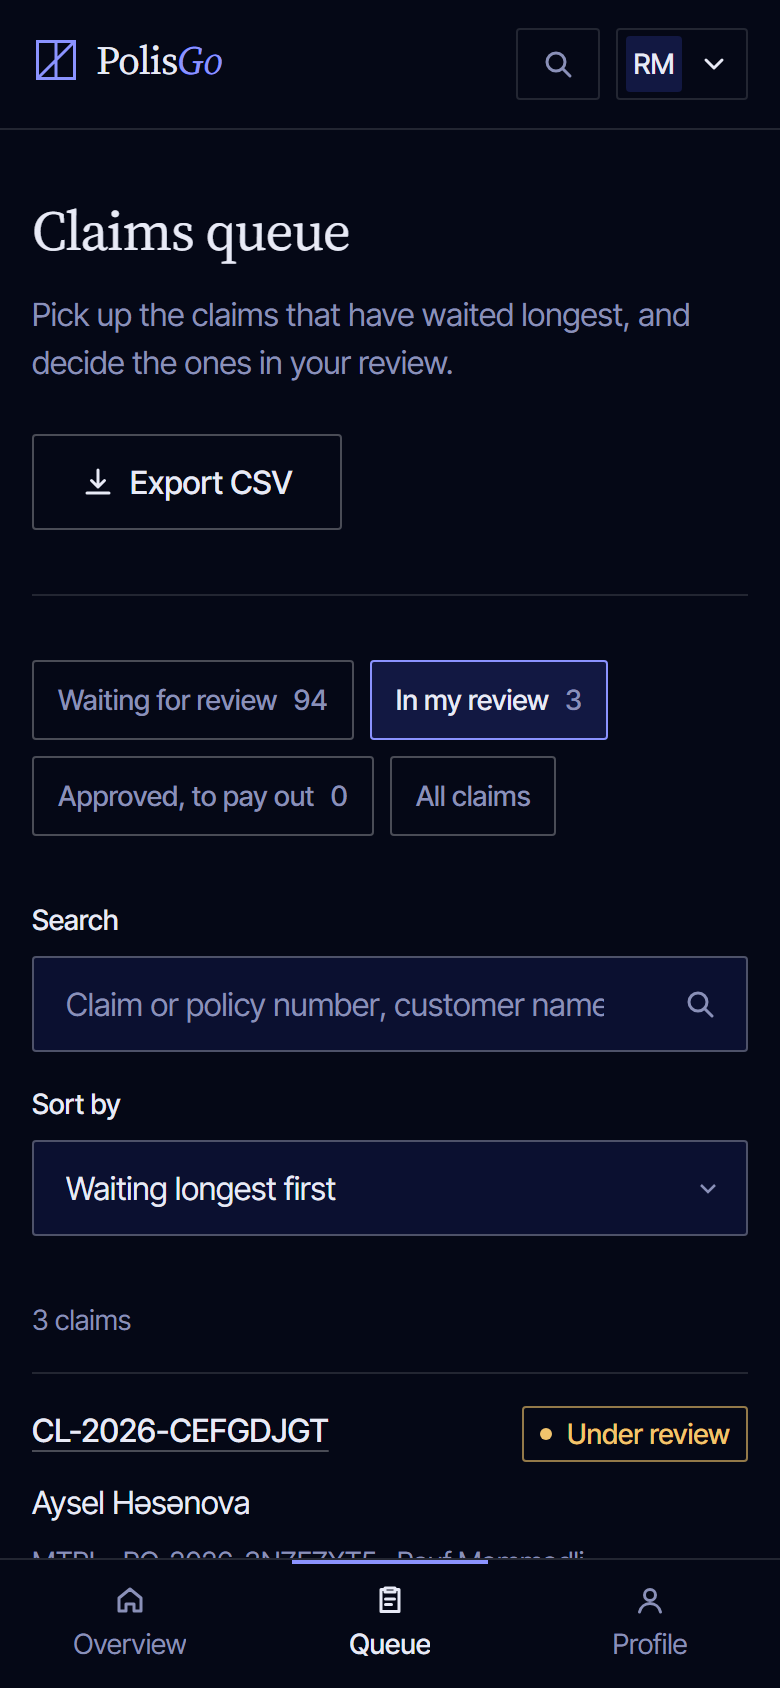 PolisGo
RM
Claims queue
Pick up the claims that have waited longest, and
decide the ones in your review.
Export CSV
Waiting for review 94
In my review 3
Approved, to pay out 0
All claims
Search
Claim or policy number, customer name
Sort by
Waiting longest first
3 claims
CL-2026-CEFGDJGT
Under review
Aysel Həsənova
Overview
Queue
Profile